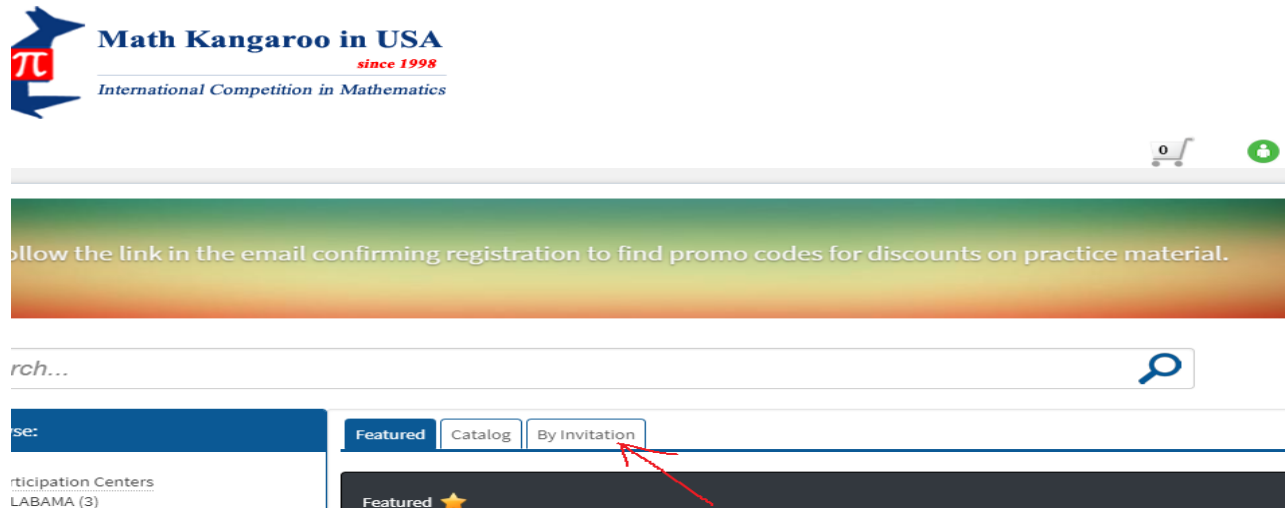 π
Math Kangaroo in USA
since 1998
International Competition in Mathematics
0
ollow the link in the email confirming registration to find promo codes for discounts on practice material.
rch...
se:
Featured Catalog By Invitation
rticipation Centers
LABAMA (3)
Featured